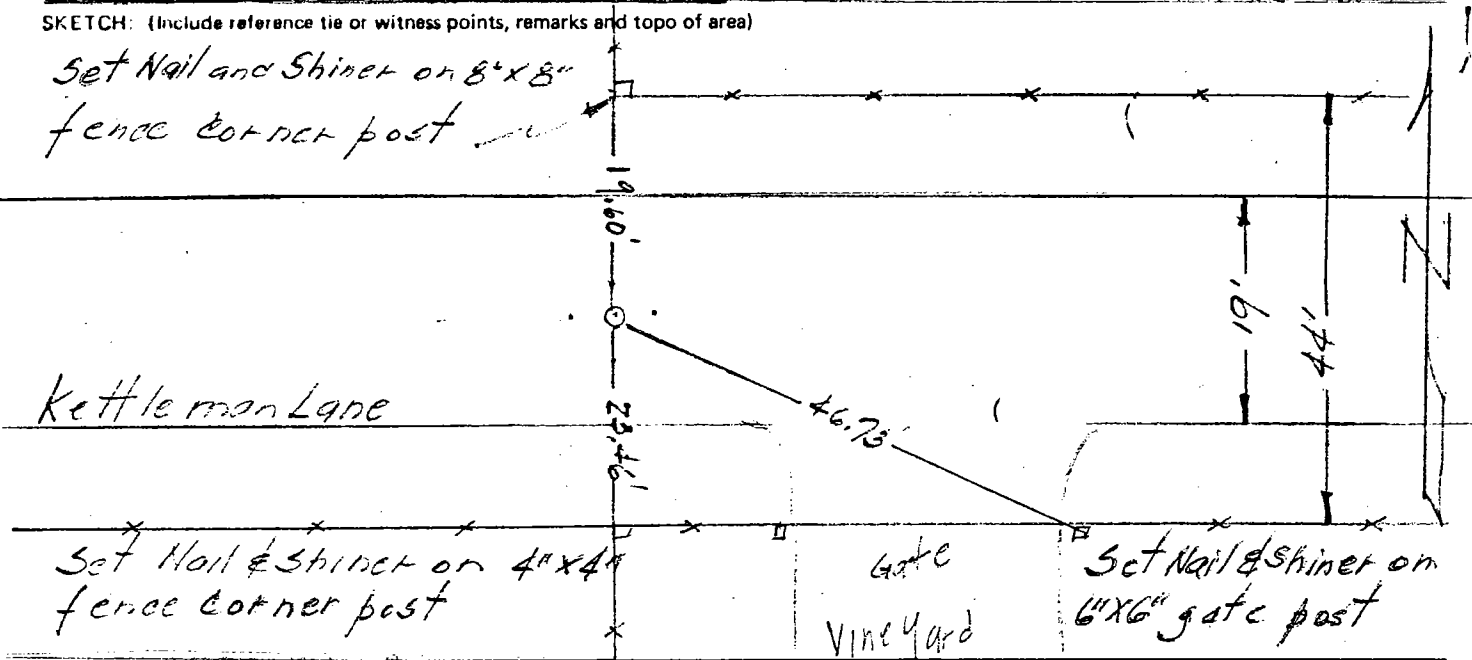 SKETCH: (Include reference tie or witness points, remarks and topo of area)
Set Nail and Shiner on 8"x8"
fence corner post
19.60'
N
19'
44'
Kettleman Lane
46.73'
Set Nail & Shiner on 4"x4"
fence corner post
Gate
Vineyard
Set Nail & Shiner on
6"x6" gate post